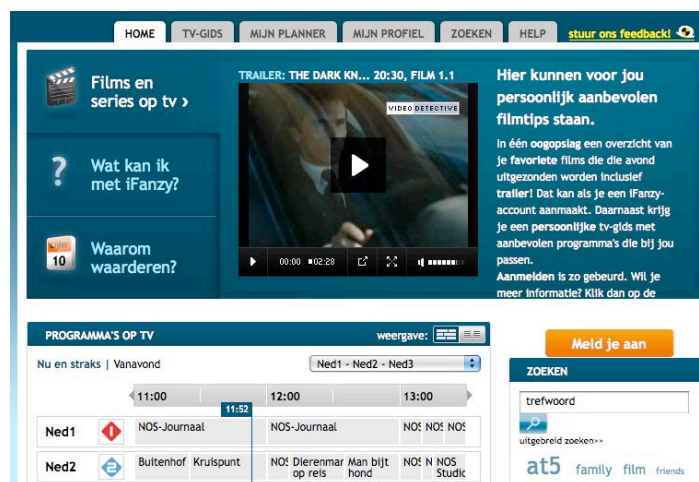 HOME TV-GIDS MIJN PLANNER MIJN PROFIEL ZOEKEN HELP stuur ons feedback!
Films en
series op tv ›
Wat kan ik
met iFanzy?
10
Waarom
waarderen?
TRAILER: THE DARK KN... 20:30, FILM 1.1
VIDEO DETECTIVE
00:00 02:28
Hier kunnen voor jou
persoonlijk aanbevolen
filmtips staan.
In één oogopslag een overzicht van
je favoriete films die die avond
uitgezonden worden inclusief
trailer! Dat kan als je een iFanzy-
account aanmaakt. Daarnaast krijg
je een persoonlijke tv-gids met
aanbevolen programma's die bij jou
passen.
Aanmelden is zo gebeurd. Wil je
meer informatie? Klik dan op de
PROGRAMMA'S OP TV weergave:
Nu en straks | Vanavond Ned1 - Ned2 - Ned3
11:00 12:00 13:00
11:52
Ned1 1 NOS-Journaal NOS-Journaal NOS NOS NOS
Ned2 2 Buitenhof Kruispunt NOS Dierenmar Man bijt NOS N NOS
op reis hond Studio
Meld je aan
ZOEKEN
trefwoord
uitgebreid zoeken>>
at5 family film friends